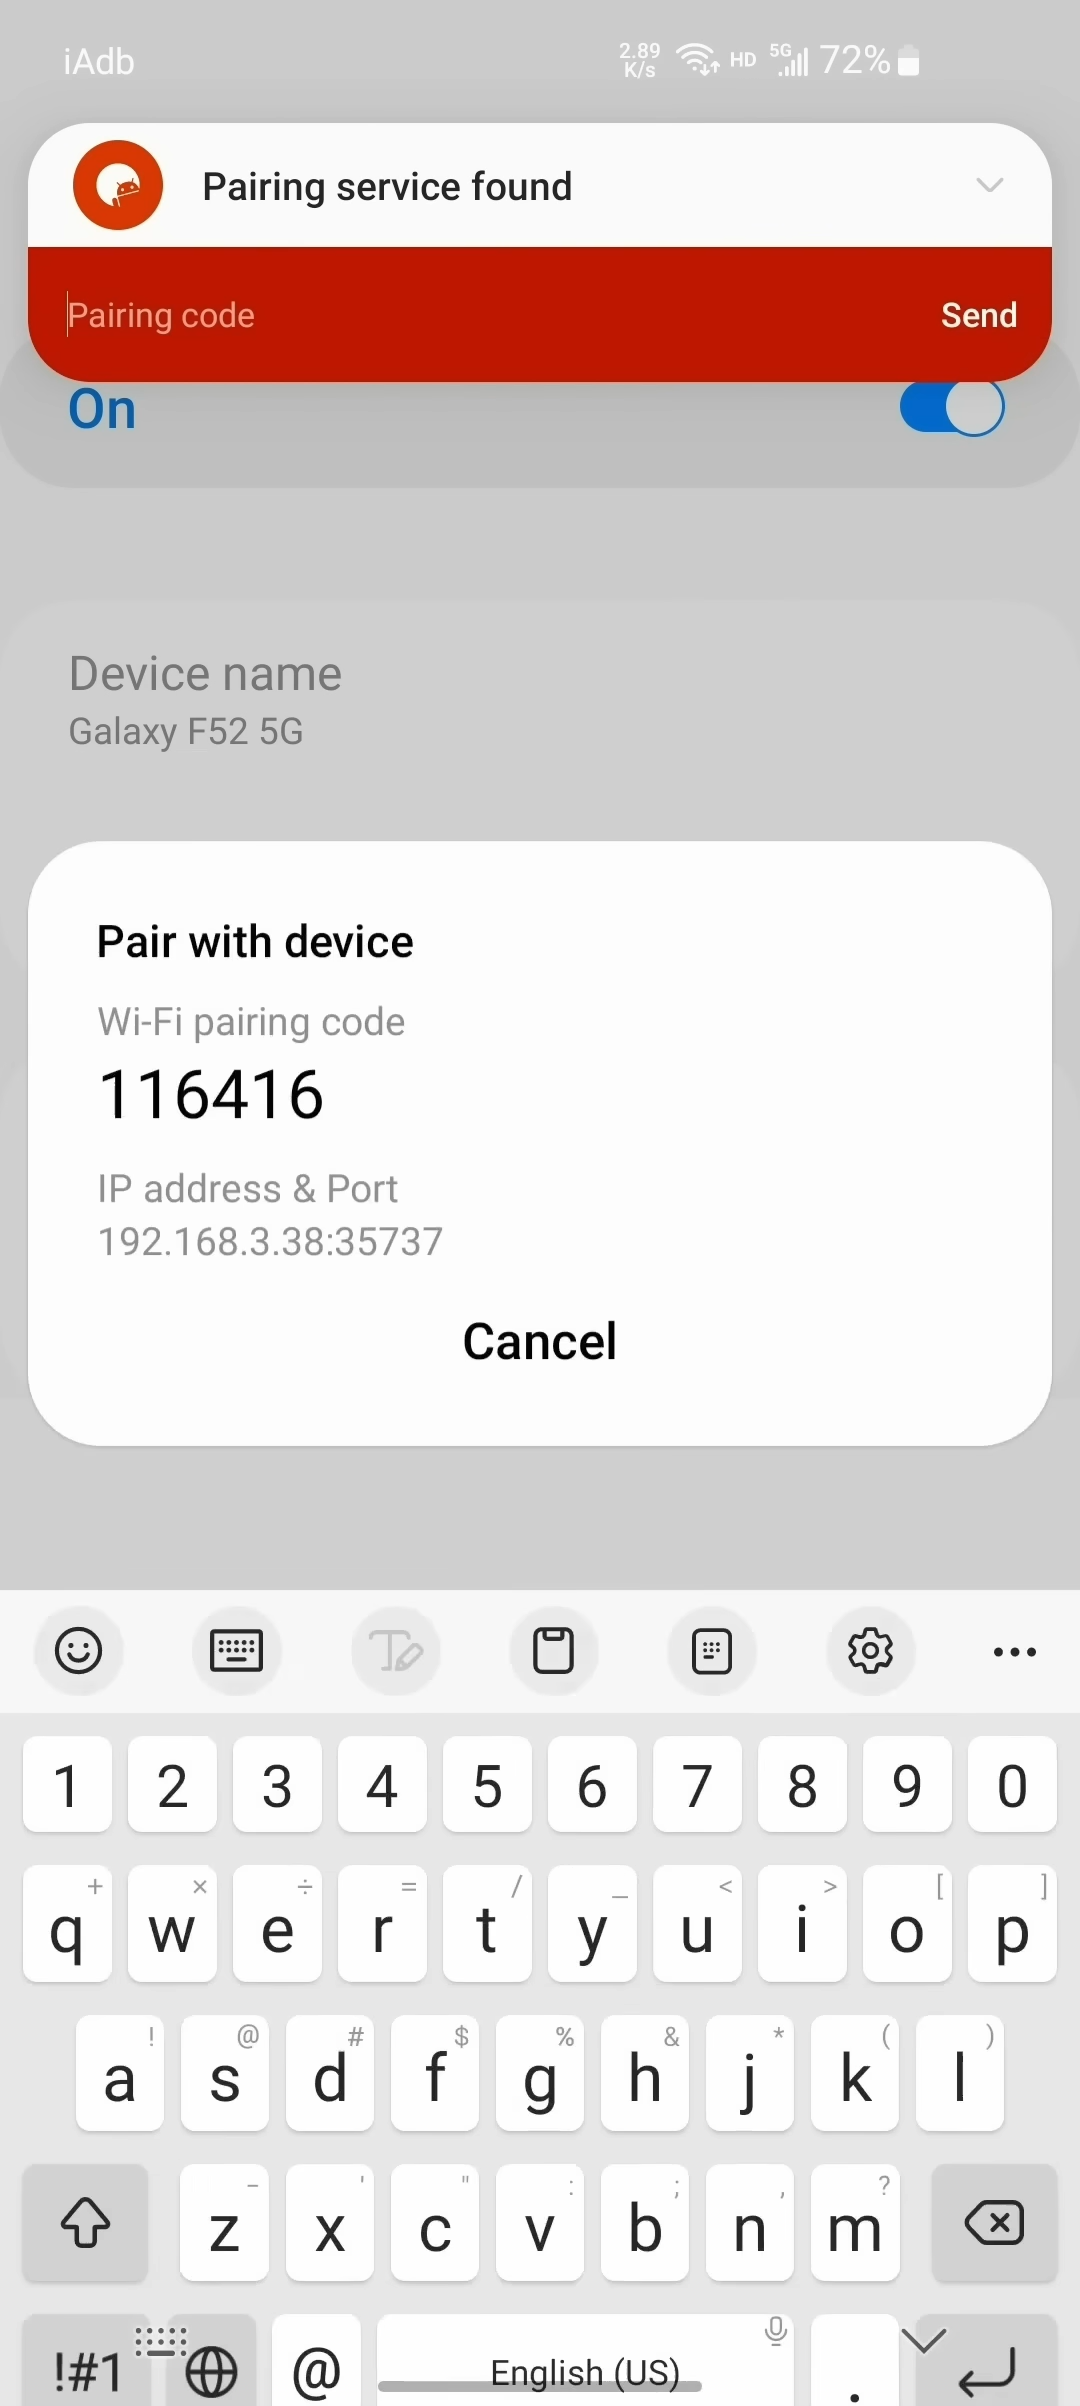 iAdb 2.89 K/s HD 5G 72%
Pairing service found
Pairing code Send
On
Device name
Galaxy F52 5G
Pair with device
Wi-Fi pairing code
116416
IP address & Port
192.168.3.38:35737
Cancel
1 2 3 4 5 6 7 8 9 0
+ × ÷ = / _ < > [ ]
q w e r t y u i o p
! @ # $ % & * ( )
a s d f g h j k l
- ' " : ; , ?
z x c v b n m
!#1 @ English (US) .